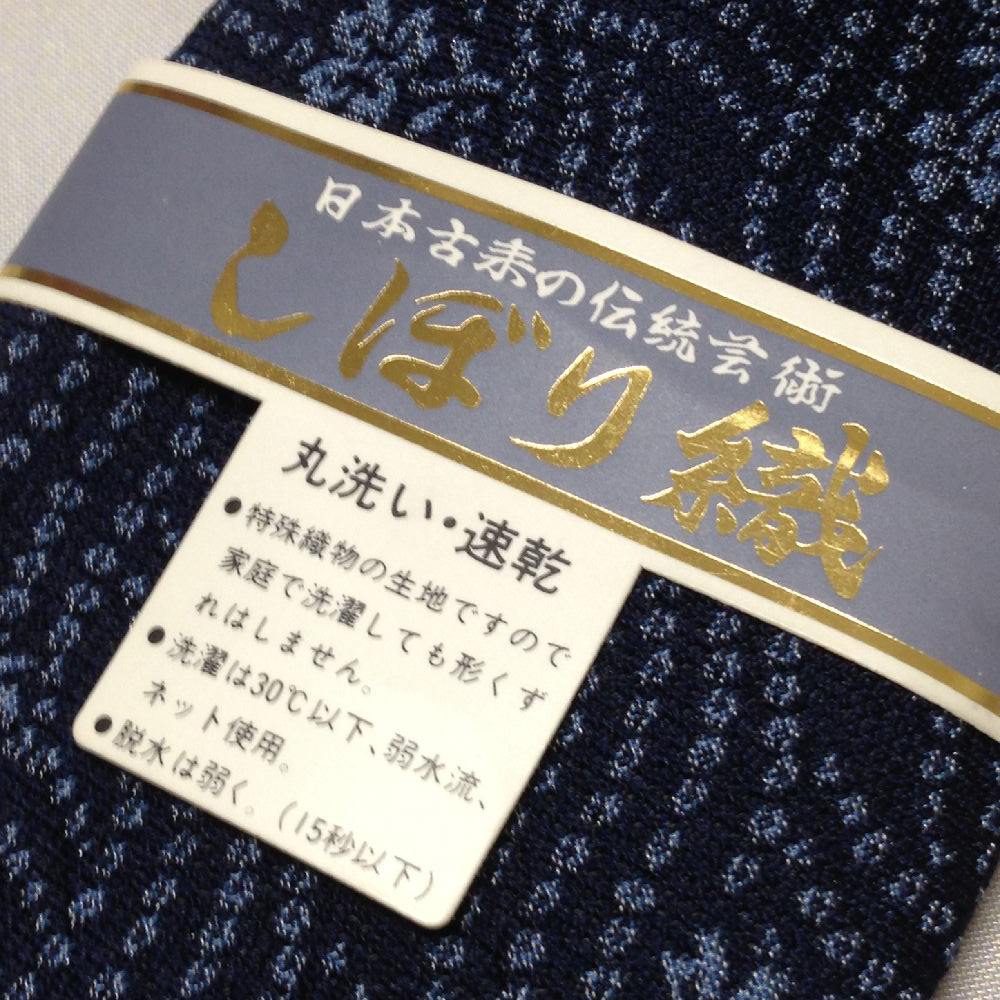 日本古来の伝統芸術
しぼり織
丸洗い・速乾
●特殊織物の生地ですので
家庭で洗濯しても形くず
れはしません。
●洗濯は30℃以下、弱水流、
ネット使用。
●脱水は弱く。(15秒以下)